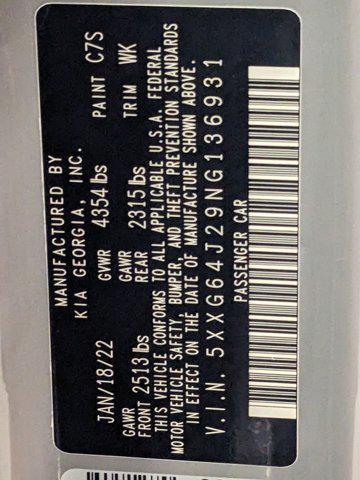 MANUFACTURED BY
KIA GEORGIA, INC.
JAN/18/22 GVWR 4354 lbs PAINT C7S
GAWR FRONT 2513 lbs GAWR REAR 2315 lbs TRIM WK
THIS VEHICLE CONFORMS TO ALL APPLICABLE U.S.A. FEDERAL
MOTOR VEHICLE SAFETY, BUMPER, AND THEFT PREVENTION STANDARDS
IN EFFECT ON THE DATE OF MANUFACTURE SHOWN ABOVE.
V.I.N. 5XXG64J29NG136931
PASSENGER CAR